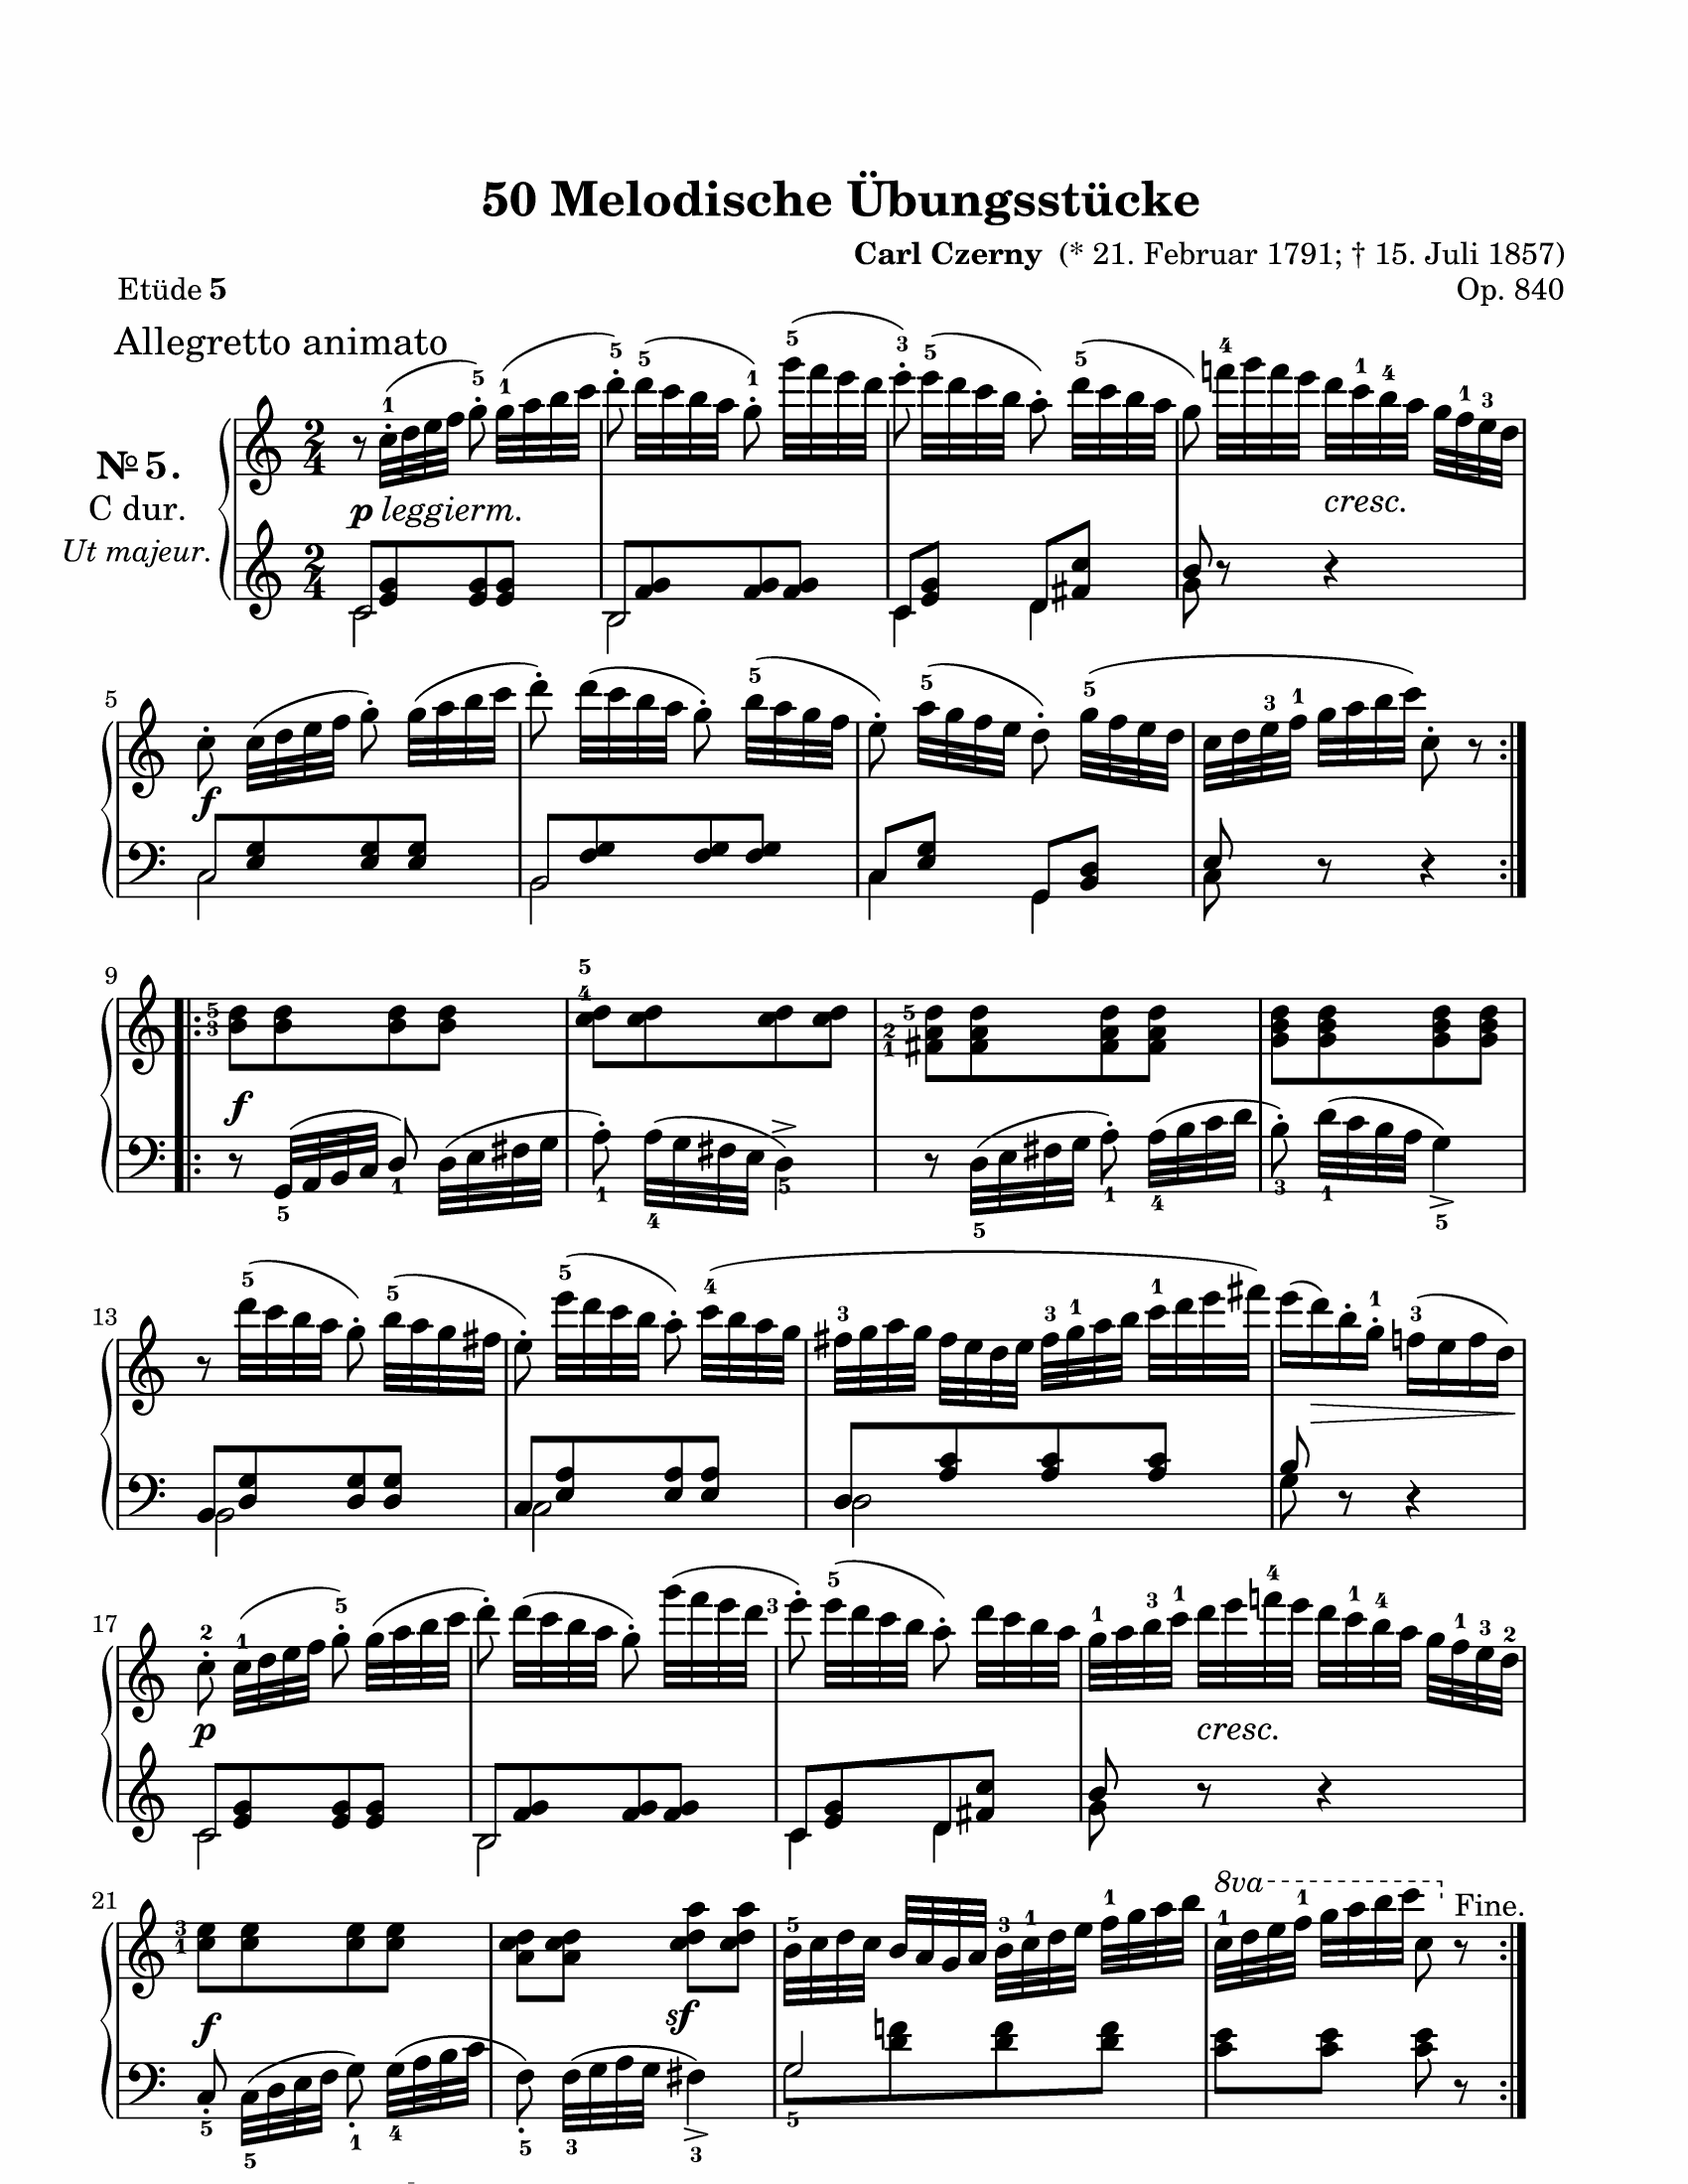 50 Melodische Übungsstücke
Carl Czerny (* 21. Februar 1791; † 15. Juli 1857)
Etüde 5 Op. 840
Allegretto animato
№ 5.
C dur.
Ut majeur.
p leggierm.
cresc.
5
f
9
f
13
17
p
cresc.
21
f
sf
8va
Fine.